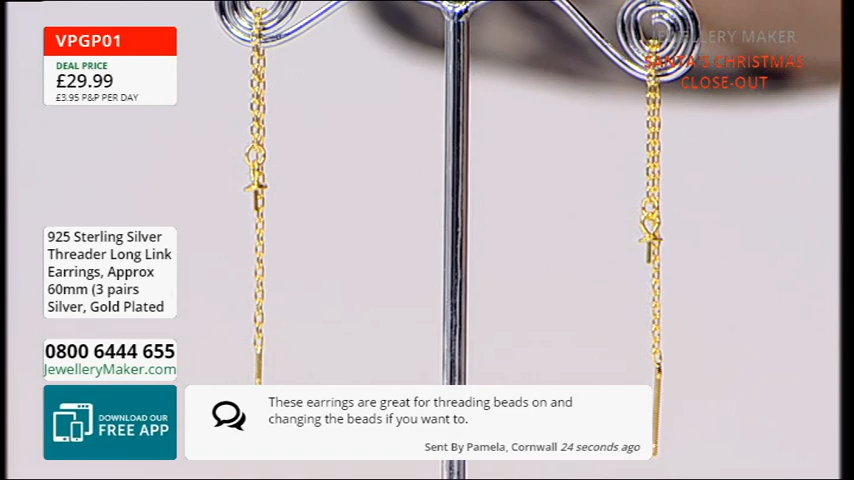 VPGP01
DEAL PRICE
£29.99
£3.95 P&P PER DAY
JEWELLERY MAKER
SANTA'S CHRISTMAS
CLOSE-OUT
925 Sterling Silver
Threader Long Link
Earrings, Approx
60mm (3 pairs
Silver, Gold Plated
0800 6444 655
JewelleryMaker.com
DOWNLOAD OUR
FREE APP
These earrings are great for threading beads on and
changing the beads if you want to.
Sent By Pamela, Cornwall 24 seconds ago